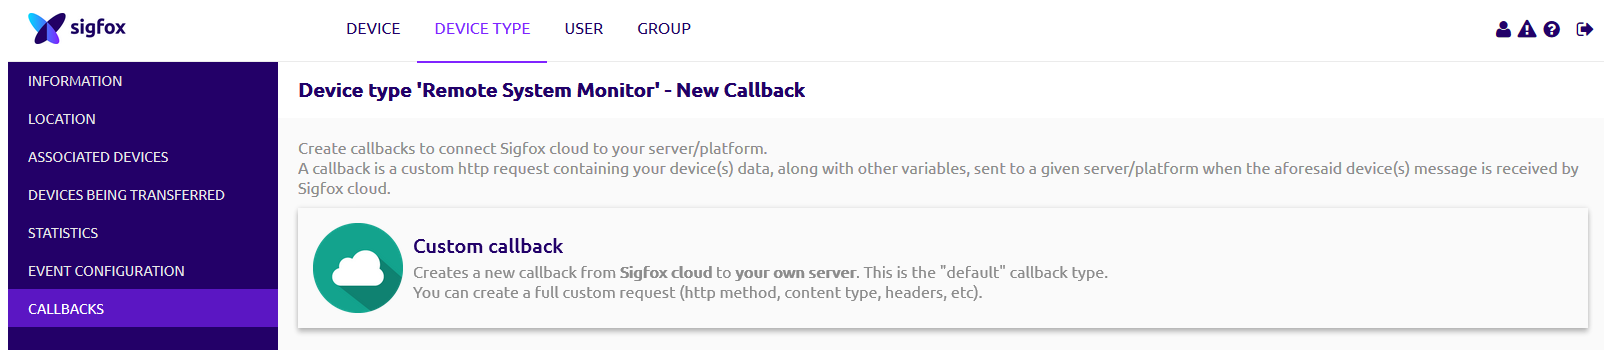 sigfox
DEVICE DEVICE TYPE USER GROUP
INFORMATION
LOCATION
ASSOCIATED DEVICES
DEVICES BEING TRANSFERRED
STATISTICS
EVENT CONFIGURATION
CALLBACKS
Device type 'Remote System Monitor' - New Callback
Create callbacks to connect Sigfox cloud to your server/platform.
A callback is a custom http request containing your device(s) data, along with other variables, sent to a given server/platform when the aforesaid device(s) message is received by
Sigfox cloud.
Custom callback
Creates a new callback from Sigfox cloud to your own server. This is the "default" callback type.
You can create a full custom request (http method, content type, headers, etc).